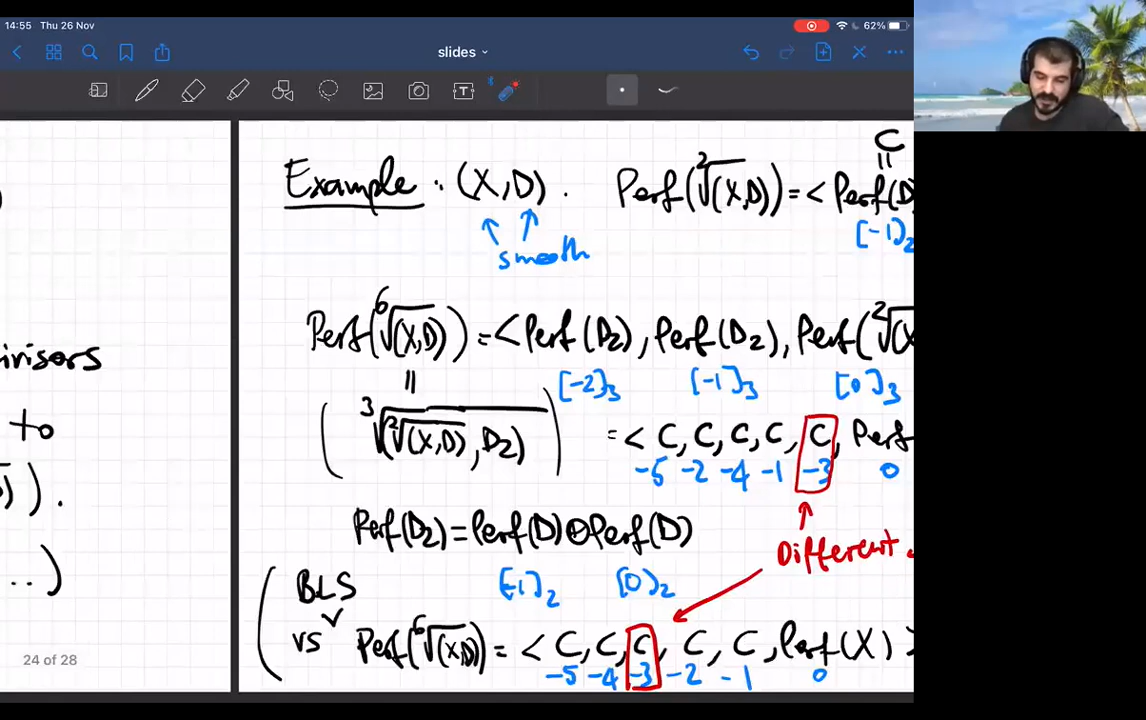 14:55 Thu 26 Nov 62%
slides
ivisors
to
).
..)
24 of 28
Example. (X,D). Perf(²√(X,D)) = < Perf(D
C
=
[-1]₂
smooth
Perf(⁶√(X,D)) = < Perf(D₂), Perf(D₂), Perf(²√(X
[-2]₃ [-1]₃ [0]₃
=
(³√(²√(X,D), D₂)) = < C, C, C, C, C, Perf
-5 -2 -4 -1 -3 0
Perf(D₂) = Perf(D) ⊕ Perf(D)
[-1]₂ [0]₂
Different
BLS
vs Perf(⁶√(X,D)) = < C, C, C, C, C, Perf(X) >
-5 -4 -3 -2 -1 0